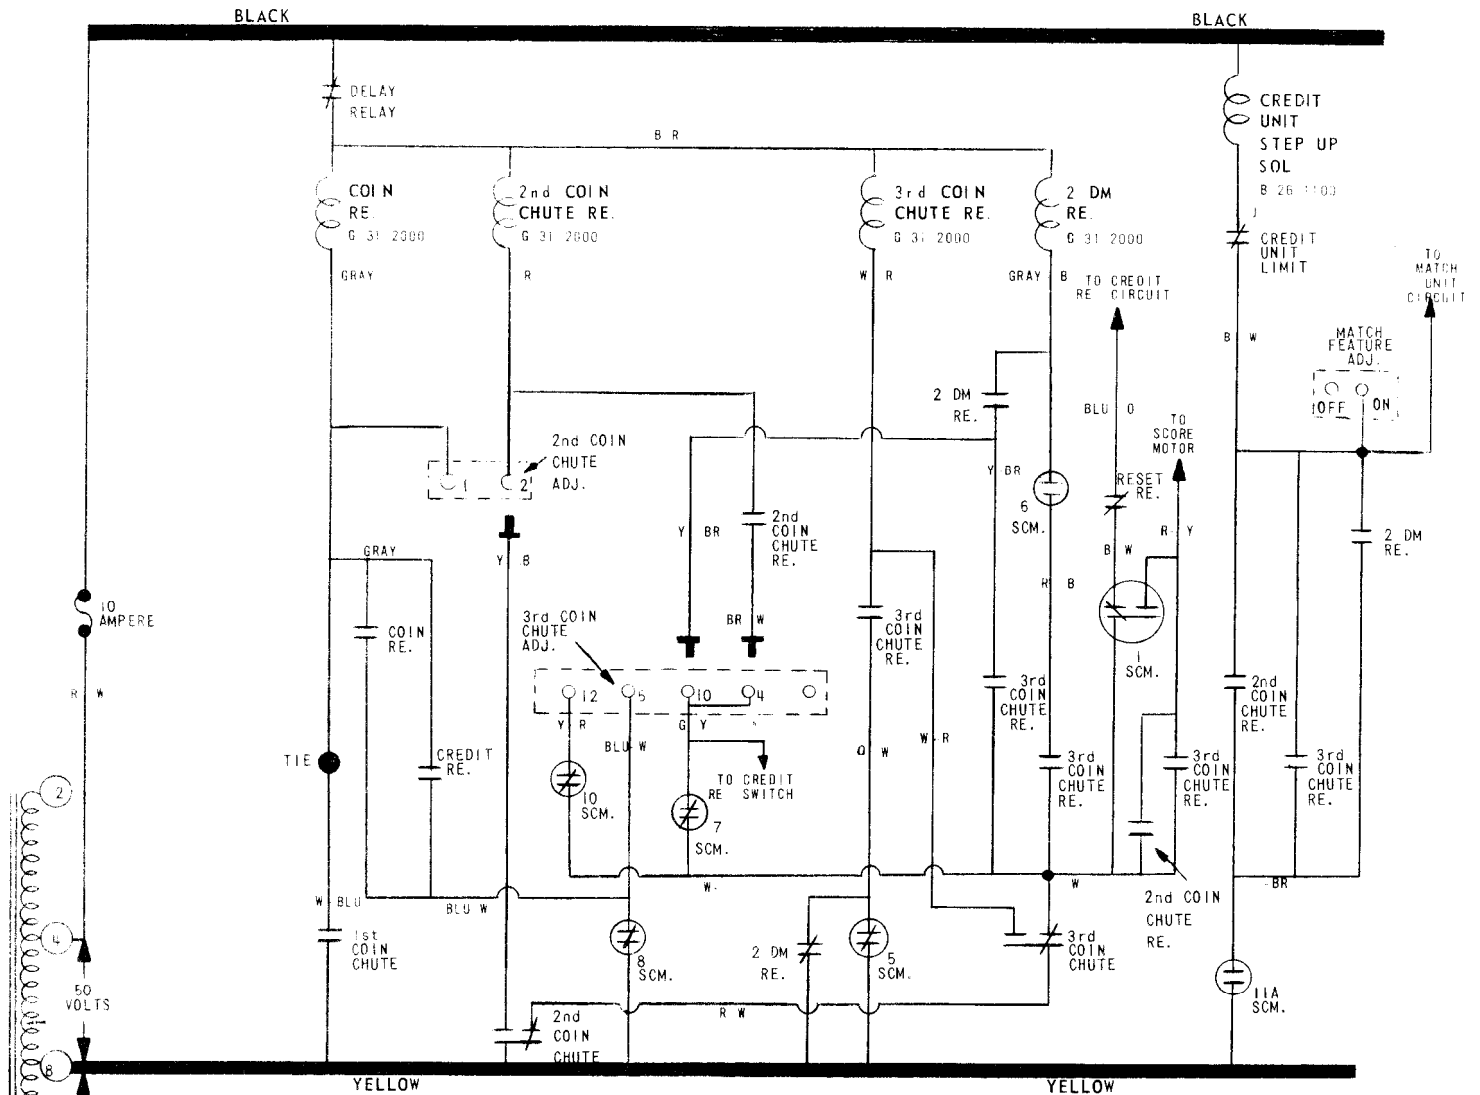 BLACK
BLACK
DELAY
RELAY
B R
COIN
RE.
G 31 2000
2nd COIN
CHUTE RE.
G 31 2000
3rd COIN
CHUTE RE.
G 31 2000
2 DM
RE.
G 31 2000
CREDIT
UNIT
STEP UP
SOL
J
CREDIT
UNIT
LIMIT
GRAY
R
W R
GRAY B
TO CREDIT
RE CIRCUIT
TO
MATCH
UNIT
CIRCUIT
B W
MATCH
FEATURE
ADJ.
OFF
ON
2 DM
RE.
BLU O
TO
SCORE
MOTOR
2nd COIN
CHUTE
ADJ.
1
2
Y BR
6
SCM.
RESET
RE.
R Y
2 DM
RE.
GRAY
Y B
Y BR
2nd
COIN
CHUTE
RE.
B W
R B
10
AMPERE
COIN
RE.
3rd COIN
CHUTE
ADJ.
BR W
3rd
COIN
CHUTE
RE.
1
SCM.
R W
12
5
10
4
3rd
COIN
CHUTE
RE.
2nd
COIN
CHUTE
RE.
Y R
BLU W
G Y
O W
W R
TIE
CREDIT
RE.
10
SCM.
TO CREDIT
RE SWITCH
7
SCM.
3rd
COIN
CHUTE
RE.
3rd
COIN
CHUTE
RE.
3rd
COIN
CHUTE
RE.
2
W BLU
BLU W
W
W
BR
2nd COIN
CHUTE
RE.
4
1st
COIN
CHUTE
8
SCM.
2 DM
RE.
5
SCM.
3rd
COIN
CHUTE
50
VOLTS
11A
SCM.
R W
2nd
COIN
CHUTE
8
YELLOW
YELLOW